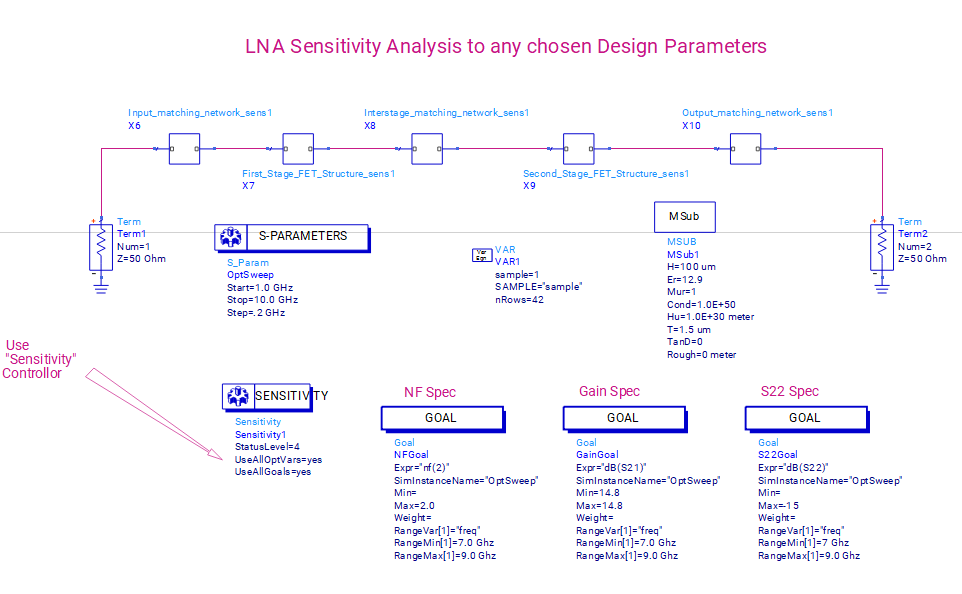 LNA Sensitivity Analysis to any chosen Design Parameters
Input_matching_network_sens1
X6
Interstage_matching_network_sens1
X8
Output_matching_network_sens1
X10
First_Stage_FET_Structure_sens1
X7
Second_Stage_FET_Structure_sens1
X9
Term
Term1
Num=1
Z=50 Ohm
S-PARAMETERS
S_Param
OptSweep
Start=1.0 GHz
Stop=10.0 GHz
Step=.2 GHz
Var
Eqn
VAR
VAR1
sample=1
SAMPLE="sample"
nRows=42
MSub
MSUB
MSub1
H=100 um
Er=12.9
Mur=1
Cond=1.0E+50
Hu=1.0E+30 meter
T=1.5 um
TanD=0
Rough=0 meter
Term
Term2
Num=2
Z=50 Ohm
Use
"Sensitivity"
Controllor
SENSITIVITY
Sensitivity
Sensitivity1
StatusLevel=4
UseAllOptVars=yes
UseAllGoals=yes
NF Spec
GOAL
Goal
NFGoal
Expr="nf(2)"
SimInstanceName="OptSweep"
Min=
Max=2.0
Weight=
RangeVar[1]="freq"
RangeMin[1]=7.0 Ghz
RangeMax[1]=9.0 Ghz
Gain Spec
GOAL
Goal
GainGoal
Expr="dB(S21)"
SimInstanceName="OptSweep"
Min=14.8
Max=14.8
Weight=
RangeVar[1]="freq"
RangeMin[1]=7.0 Ghz
RangeMax[1]=9.0 Ghz
S22 Spec
GOAL
Goal
S22Goal
Expr="dB(S22)"
SimInstanceName="OptSweep"
Min=
Max=-15
Weight=
RangeVar[1]="freq"
RangeMin[1]=7 Ghz
RangeMax[1]=9.0 Ghz